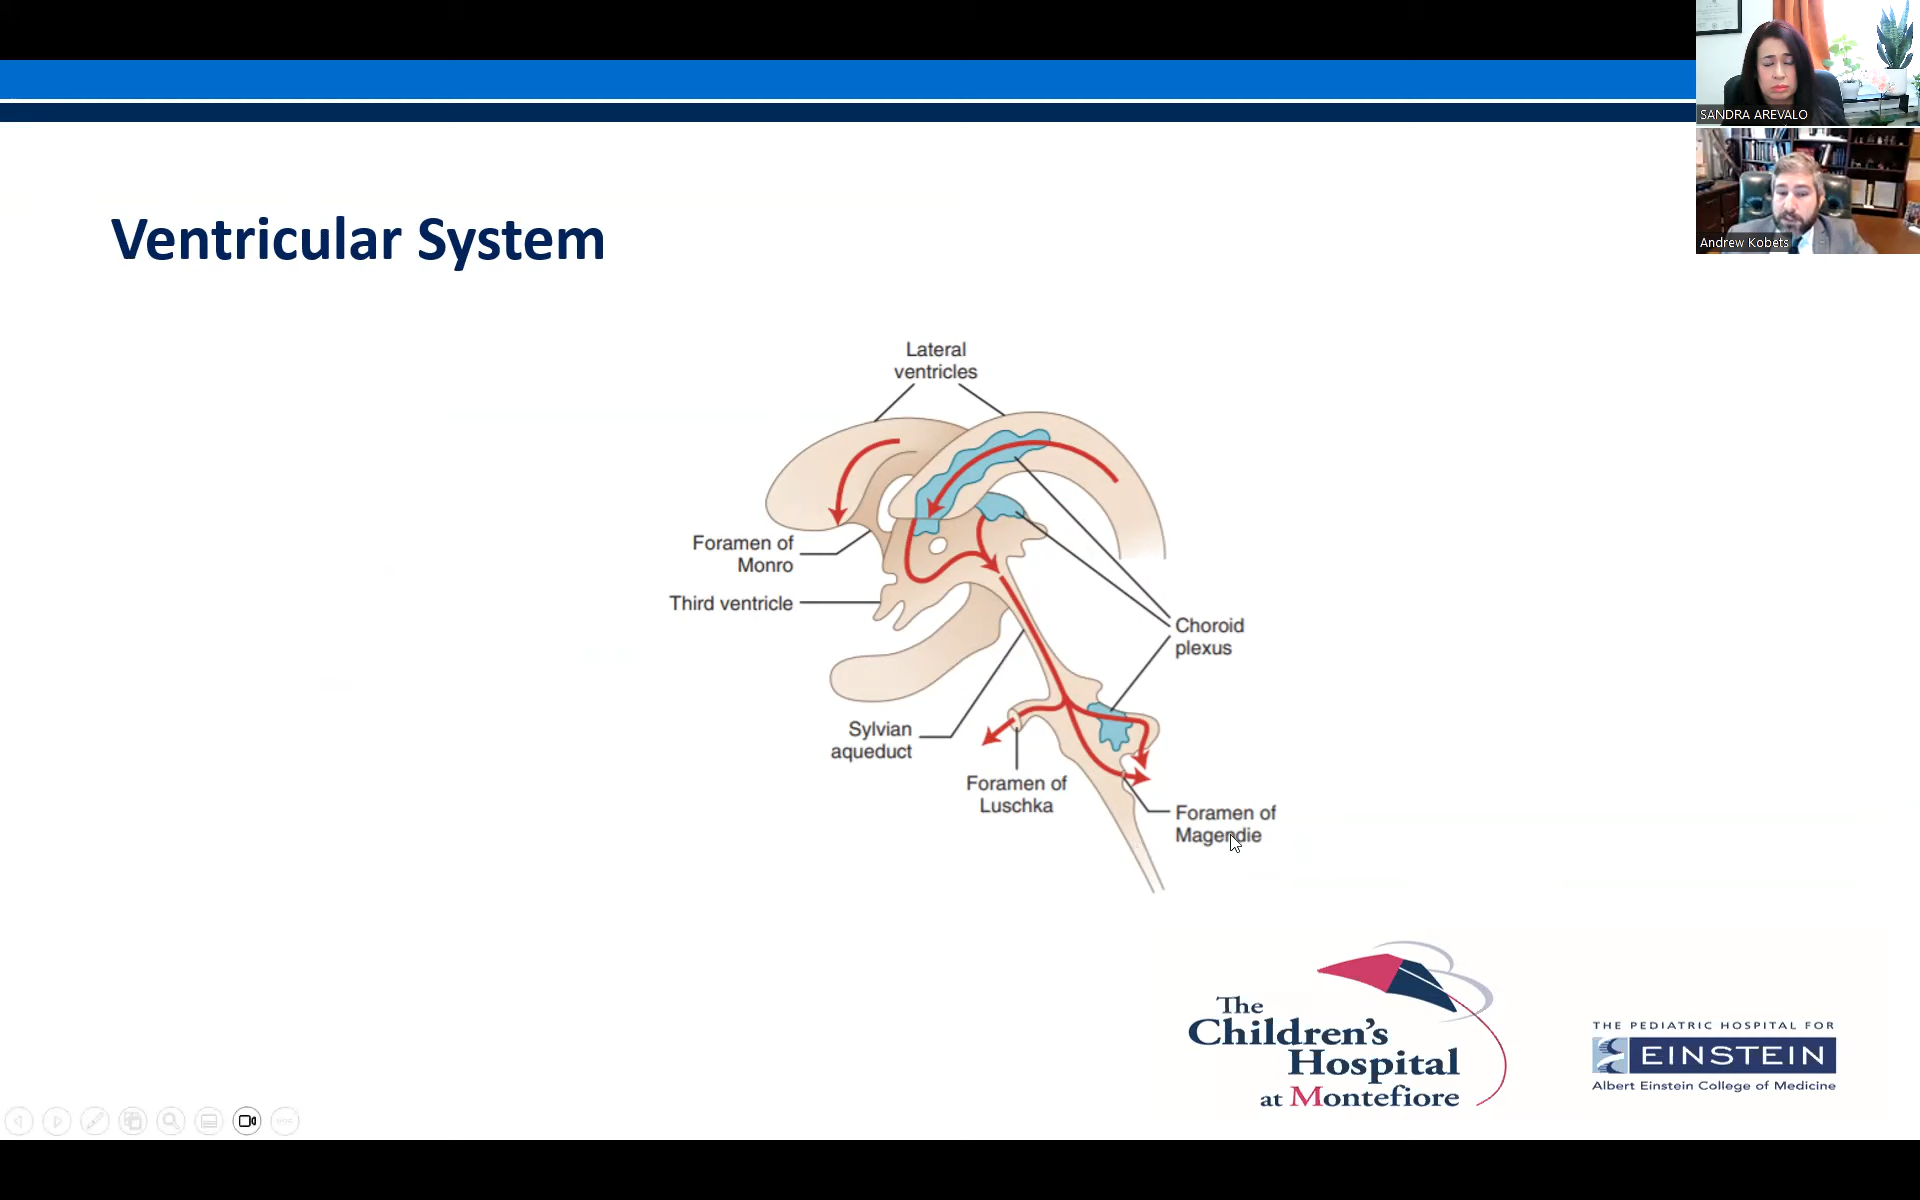 SANDRA AREVALO
Andrew Kobets
Ventricular System
Lateral
ventricles
Foramen of
Monro
Third ventricle
Choroid
plexus
Sylvian
aqueduct
Foramen of
Luschka
Foramen of
Magendie
The
Children's
Hospital
at Montefiore
THE PEDIATRIC HOSPITAL FOR
EINSTEIN
Albert Einstein College of Medicine